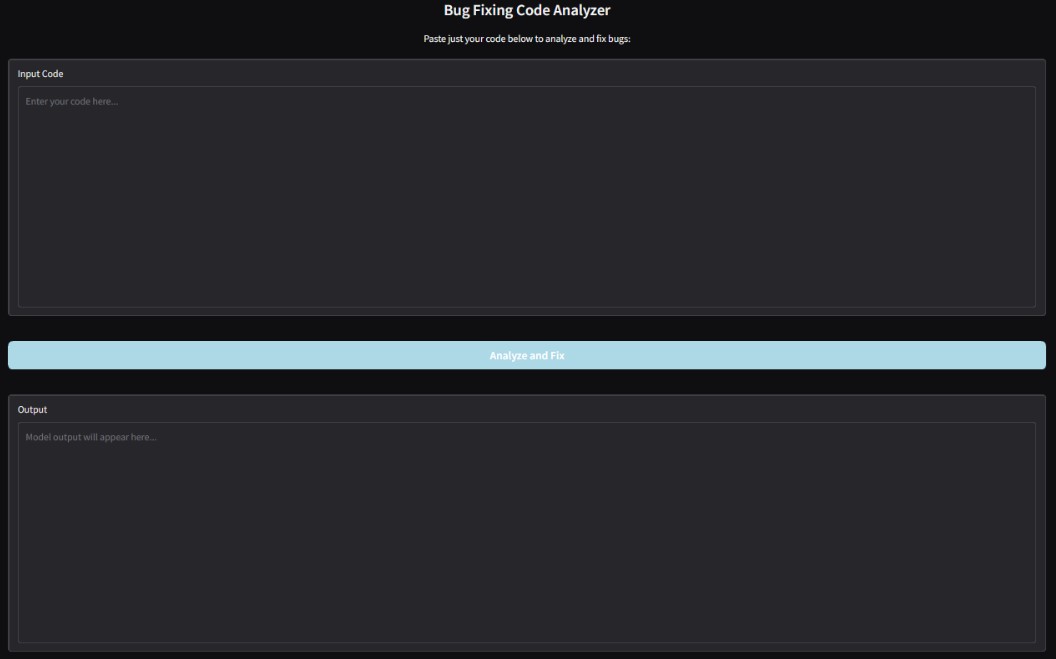 Bug Fixing Code Analyzer
Paste just your code below to analyze and fix bugs:
Input Code
Enter your code here...
Analyze and Fix
Output
Model output will appear here...